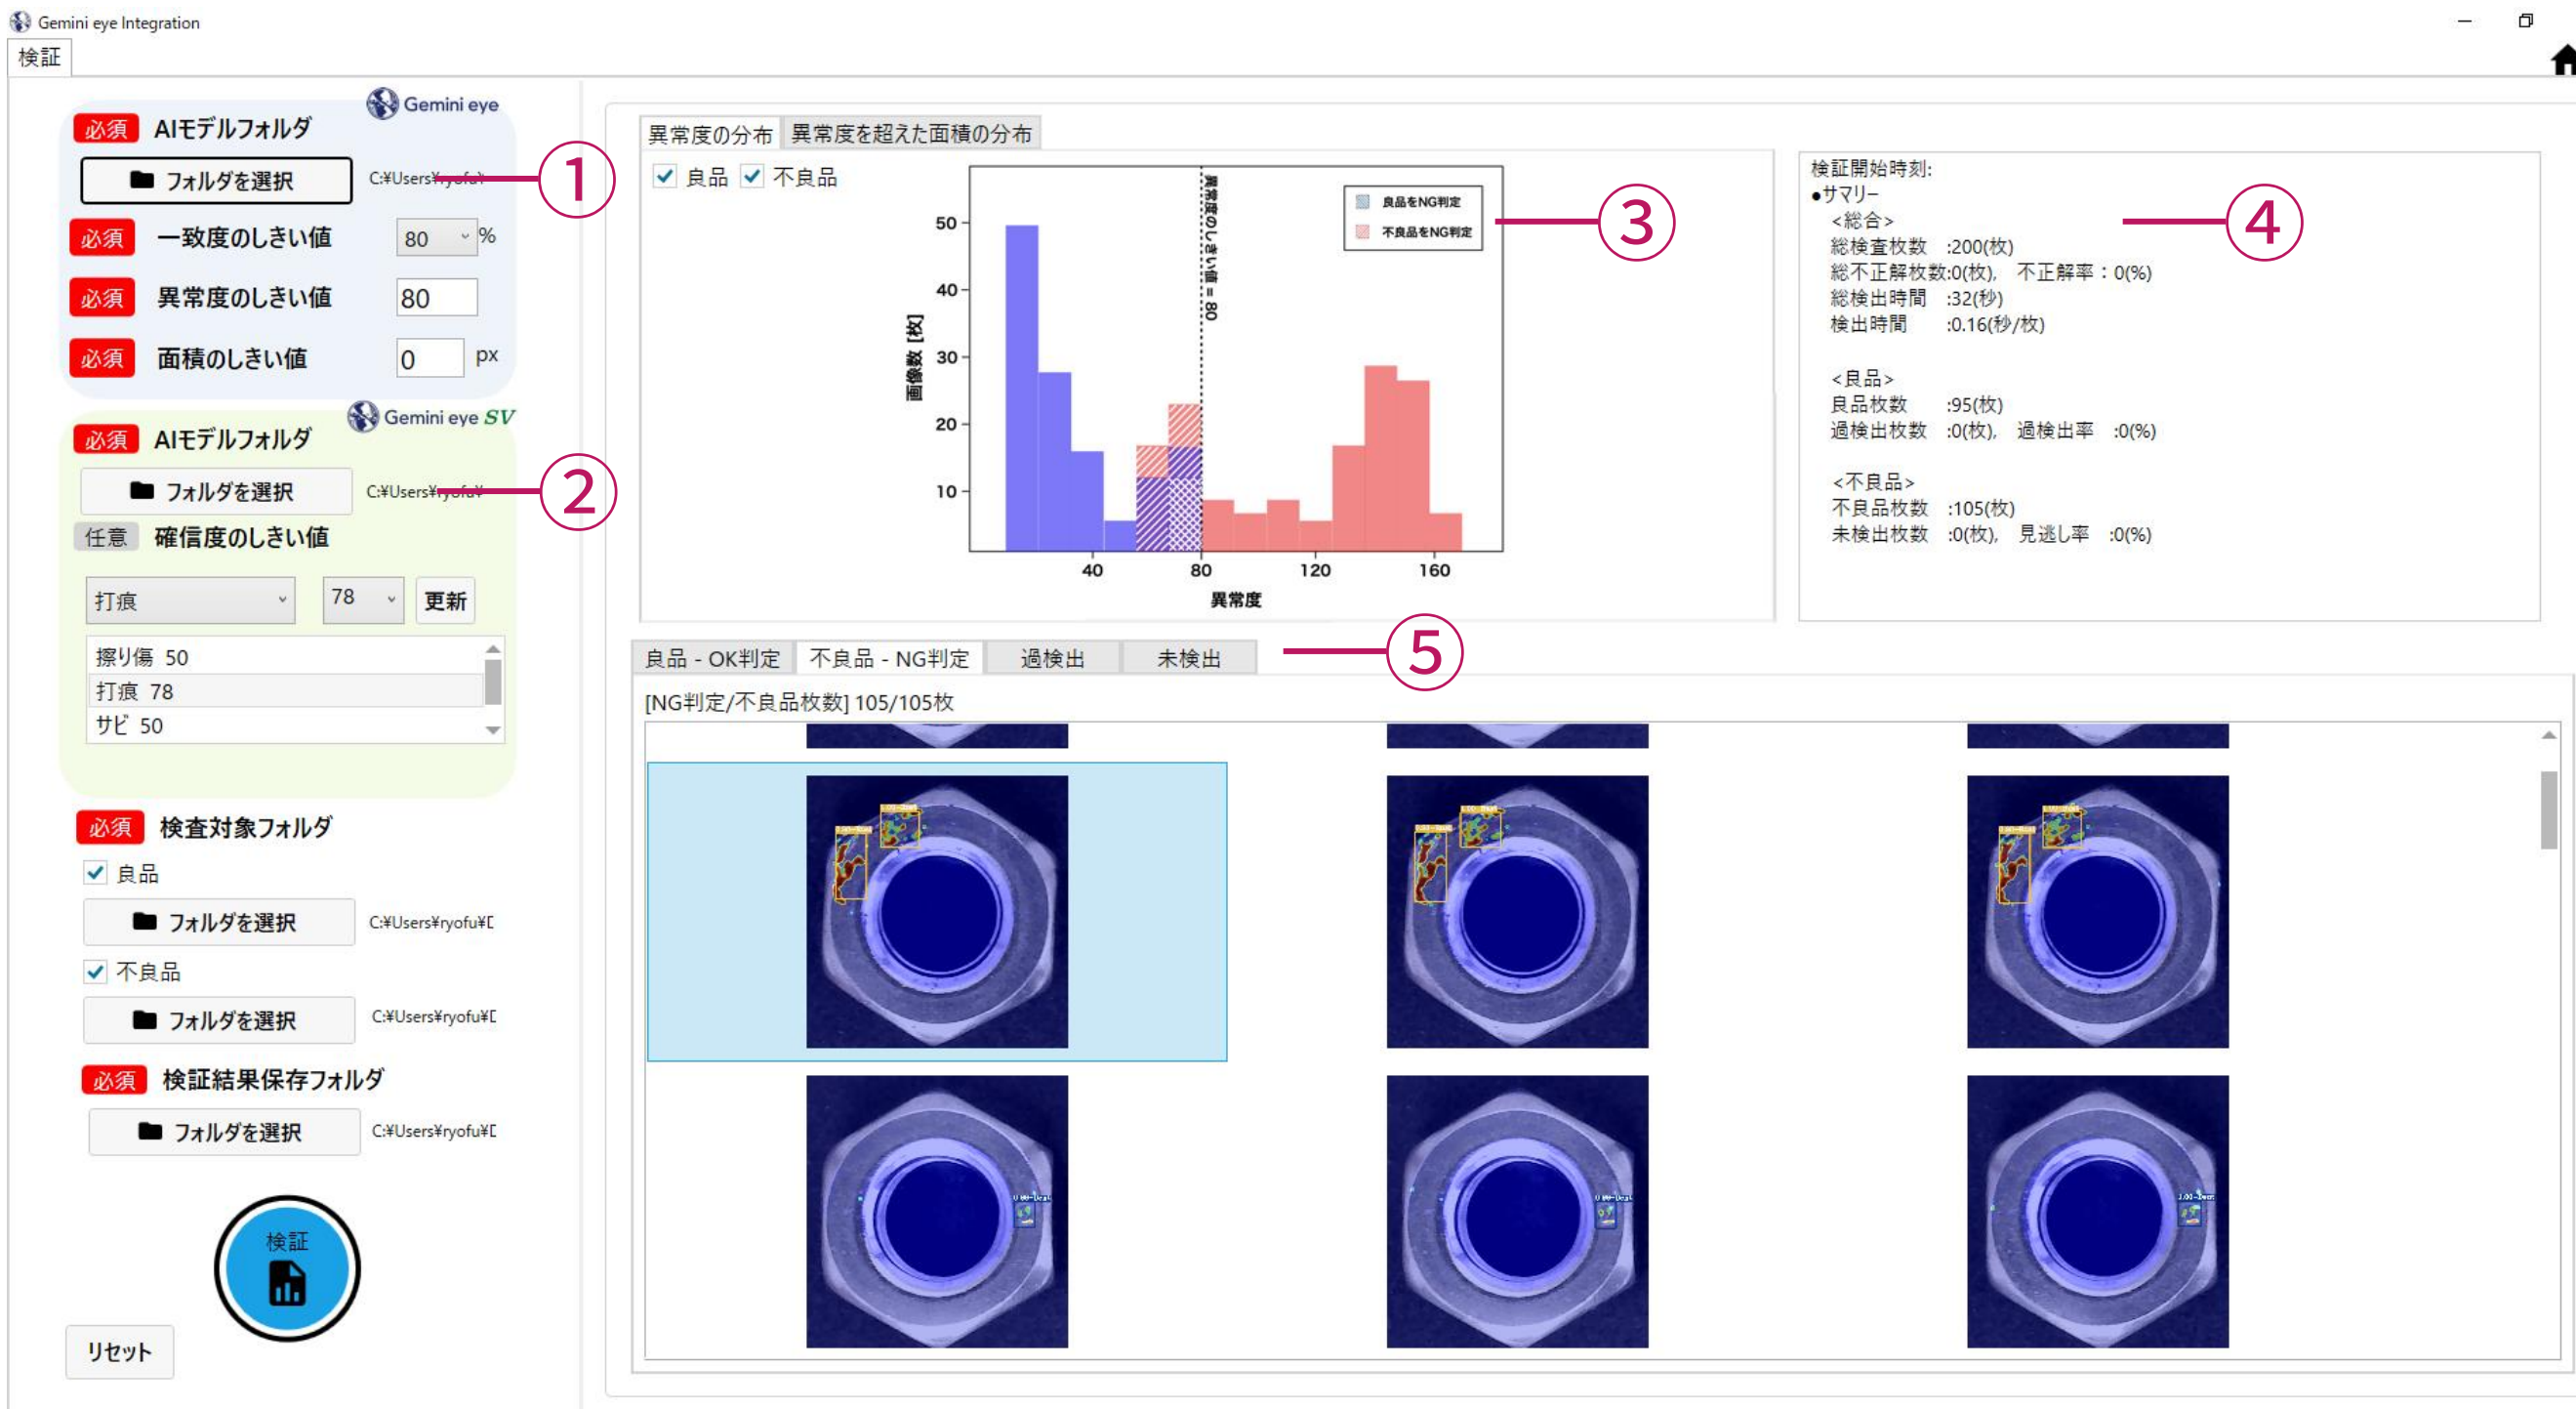 Gemini eye Integration
検証
Gemini eye
必須 AIモデルフォルダ
フォルダを選択 C:¥Users¥ryofu¥
①
必須 一致度のしきい値 80 %
必須 異常度のしきい値 80
必須 面積のしきい値 0 px
Gemini eye SV
必須 AIモデルフォルダ
フォルダを選択 C:¥Users¥ryofu¥
②
任意 確信度のしきい値
打痕 78 更新
擦り傷 50
打痕 78
サビ 50
必須 検査対象フォルダ
良品
フォルダを選択 C:¥Users¥ryofu¥D
不良品
フォルダを選択 C:¥Users¥ryofu¥D
必須 検証結果保存フォルダ
フォルダを選択 C:¥Users¥ryofu¥D
検証
リセット
異常度の分布 異常度を超えた面積の分布
良品 不良品
異常度のしきい値 = 80
良品をNG判定
不良品をNG判定
③
画像数 [枚]
50
40
30
20
10
40 80 120 160
異常度
検証開始時刻:
●サマリー
<総合>
総検査枚数 :200(枚)
総不正解枚数:0(枚), 不正解率：0(%)
総検出時間 :32(秒)
検出時間 :0.16(秒/枚)
<良品>
良品枚数 :95(枚)
過検出枚数 :0(枚), 過検出率 :0(%)
<不良品>
不良品枚数 :105(枚)
未検出枚数 :0(枚), 見逃し率 :0(%)
④
良品 - OK判定 不良品 - NG判定 過検出 未検出
⑤
[NG判定/不良品枚数] 105/105枚